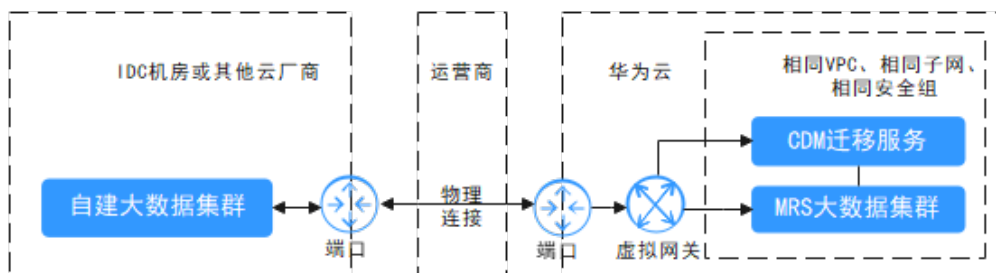 IDC机房或其他云厂商
运营商
华为云
相同VPC、相同子网、
相同安全组
CDM迁移服务
自建大数据集群
物理
连接
MRS大数据集群
端口
端口
虚拟网关